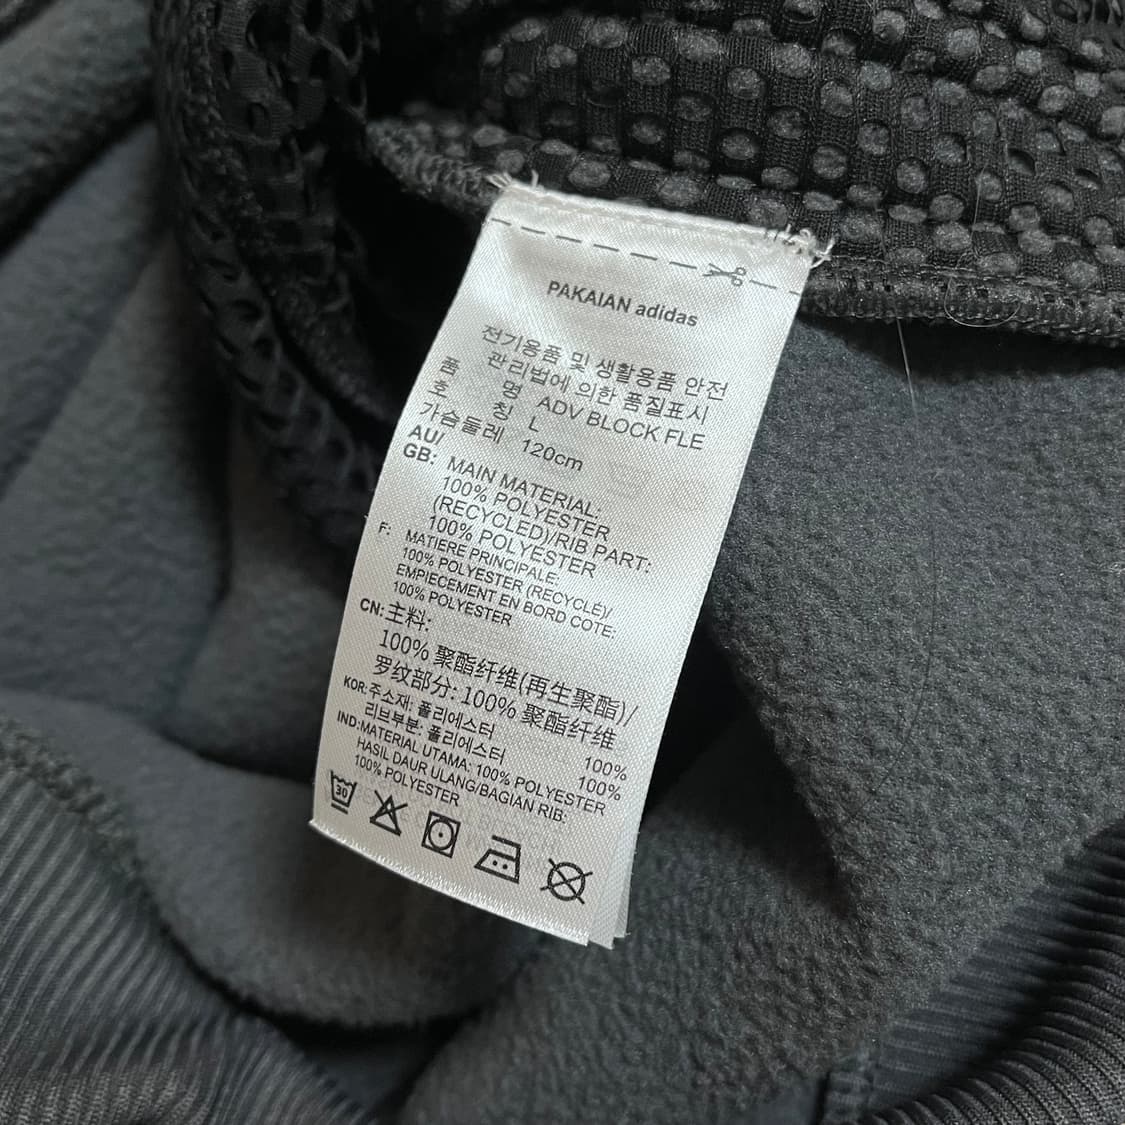 PAKAIAN adidas
전기용품 및 생활용품 안전
관리법에 의한 품질표시
품 명 ADV BLOCK FLE
호 칭 L
가슴둘레 120cm
AU/
GB: MAIN MATERIAL:
100% POLYESTER
(RECYCLED)/RIB PART:
100% POLYESTER
F: MATIERE PRINCIPALE:
100% POLYESTER (RECYCLÉ)/
EMPIECEMENT EN BORD COTE:
100% POLYESTER
CN: 主料:
100% 聚酯纤维(再生聚酯)/
罗纹部分: 100% 聚酯纤维
KOR: 주소재: 폴리에스터 100%
리브부분: 폴리에스터 100%
IND: MATERIAL UTAMA: 100% POLYESTER
HASIL DAUR ULANG/BAGIAN RIB:
100% POLYESTER
30